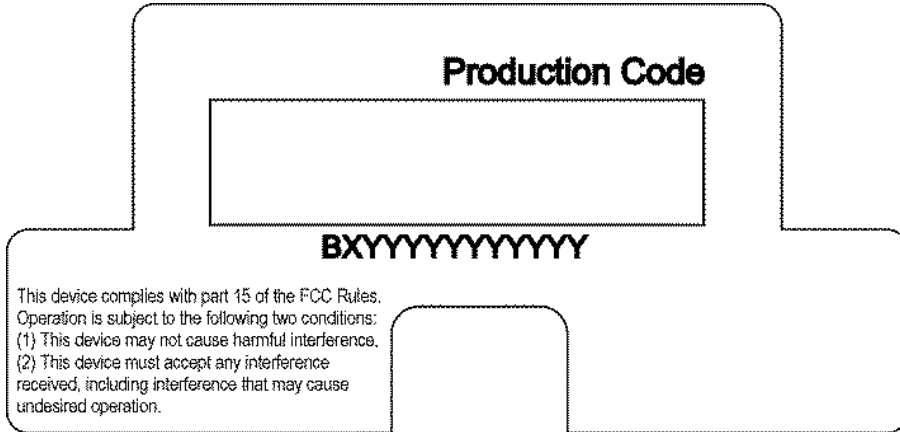 Production Code
BXYYYYYYYYYYY
This device complies with part 15 of the FCC Rules.
Operation is subject to the following two conditions:
(1) This device may not cause harmful interference,
(2) This device must accept any interference
received, including interference that may cause
undesired operation.